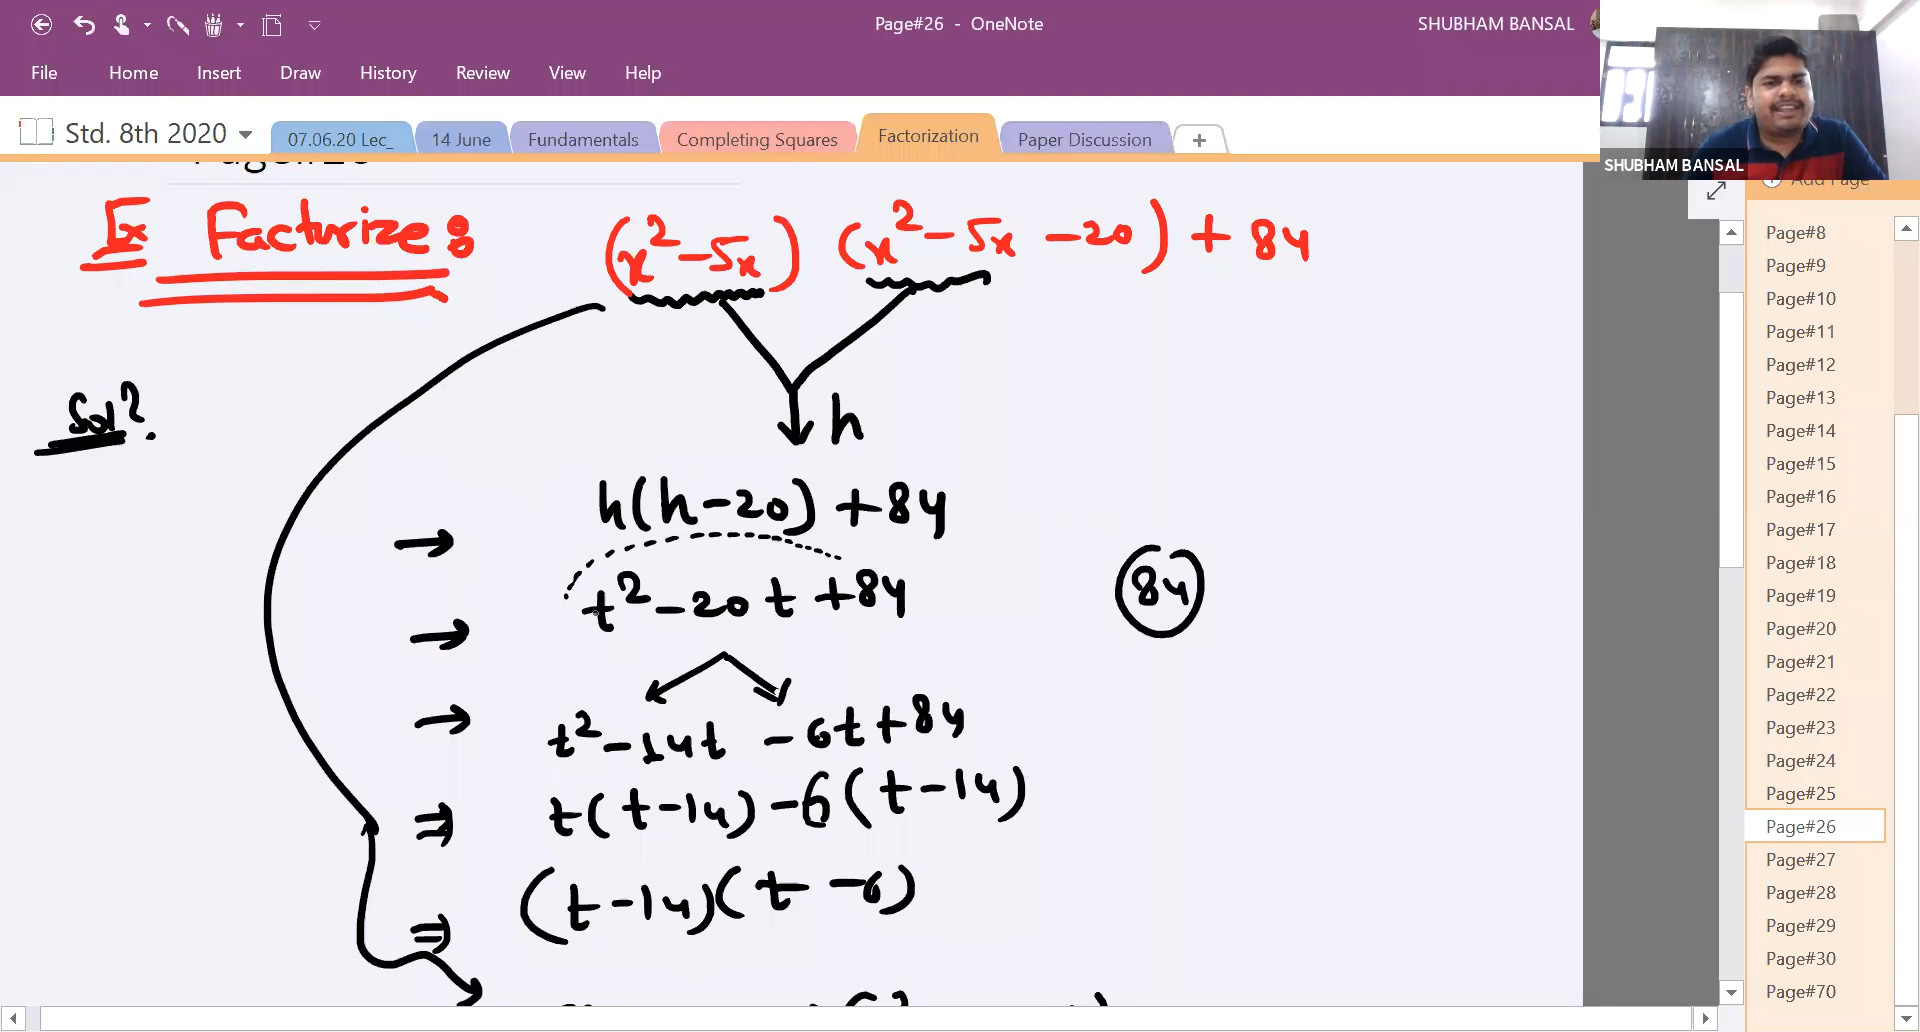 Page#26 - OneNote
SHUBHAM BANSAL
File Home Insert Draw History Review View Help
Std. 8th 2020
07.06.20 Lec_ 14 June Fundamentals Completing Squares Factorization Paper Discussion +
SHUBHAM BANSAL
Add Page
Ex Factorize : (x² - 5x) (x² - 5x - 20) + 84
Solⁿ.
h
h(h-20) + 84
t² - 20t + 84
84
t² - 14t - 6t + 84
t(t-14) - 6(t-14)
(t-14)(t-6)
Page#8
Page#9
Page#10
Page#11
Page#12
Page#13
Page#14
Page#15
Page#16
Page#17
Page#18
Page#19
Page#20
Page#21
Page#22
Page#23
Page#24
Page#25
Page#26
Page#27
Page#28
Page#29
Page#30
Page#70